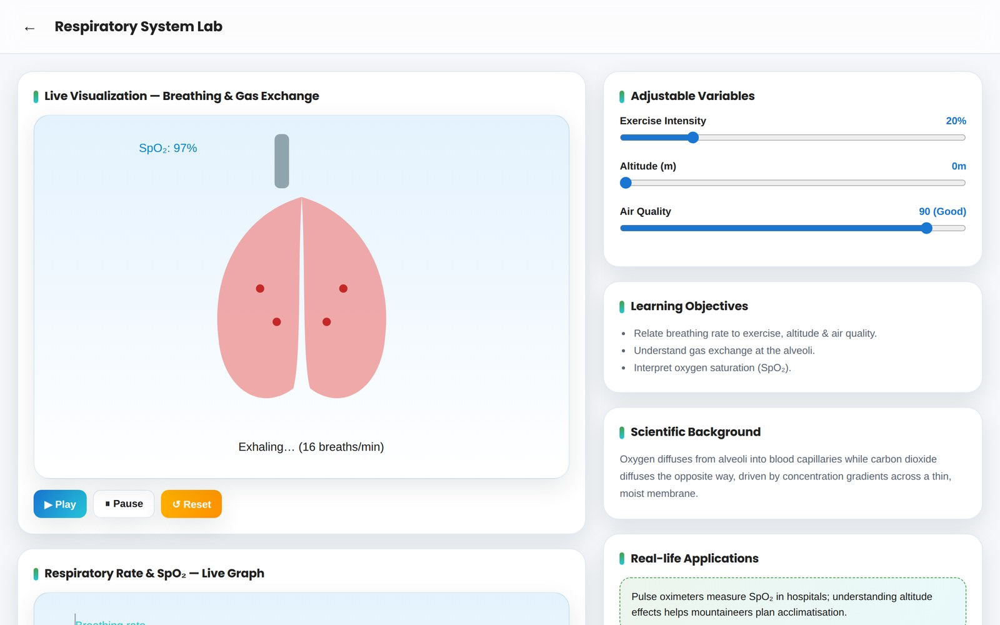 ← Respiratory System Lab
Live Visualization — Breathing & Gas Exchange
SpO₂: 97%
Exhaling… (16 breaths/min)
▶ Play
⏸ Pause
↺ Reset
Respiratory Rate & SpO₂ — Live Graph
Breathing rate
Adjustable Variables
Exercise Intensity 20%
Altitude (m) 0m
Air Quality 90 (Good)
Learning Objectives
• Relate breathing rate to exercise, altitude & air quality.
• Understand gas exchange at the alveoli.
• Interpret oxygen saturation (SpO₂).
Scientific Background
Oxygen diffuses from alveoli into blood capillaries while carbon dioxide
diffuses the opposite way, driven by concentration gradients across a thin,
moist membrane.
Real-life Applications
Pulse oximeters measure SpO₂ in hospitals; understanding altitude
effects helps mountaineers plan acclimatisation.